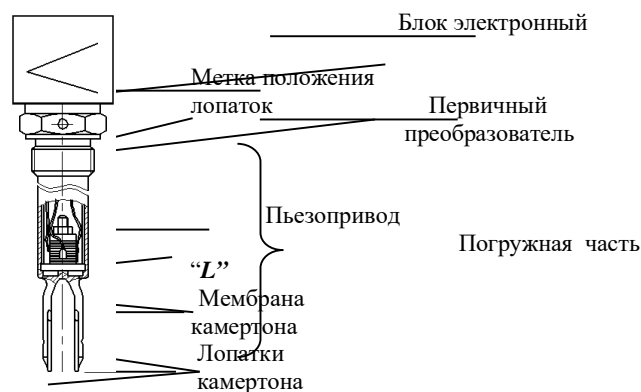 Блок электронный
Метка положения
лопаток
Первичный
преобразователь
Пьезопривод
Погружная часть
“L”
Мембрана
камертона
Лопатки
камертона